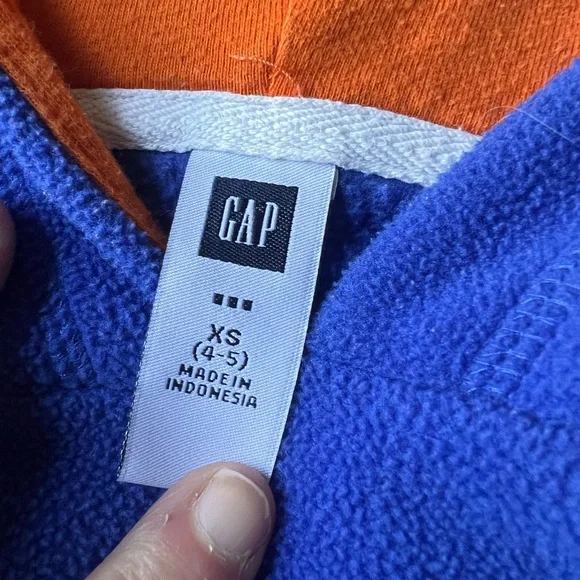 GAP
XS
(4-5)
MADE IN
INDONESIA